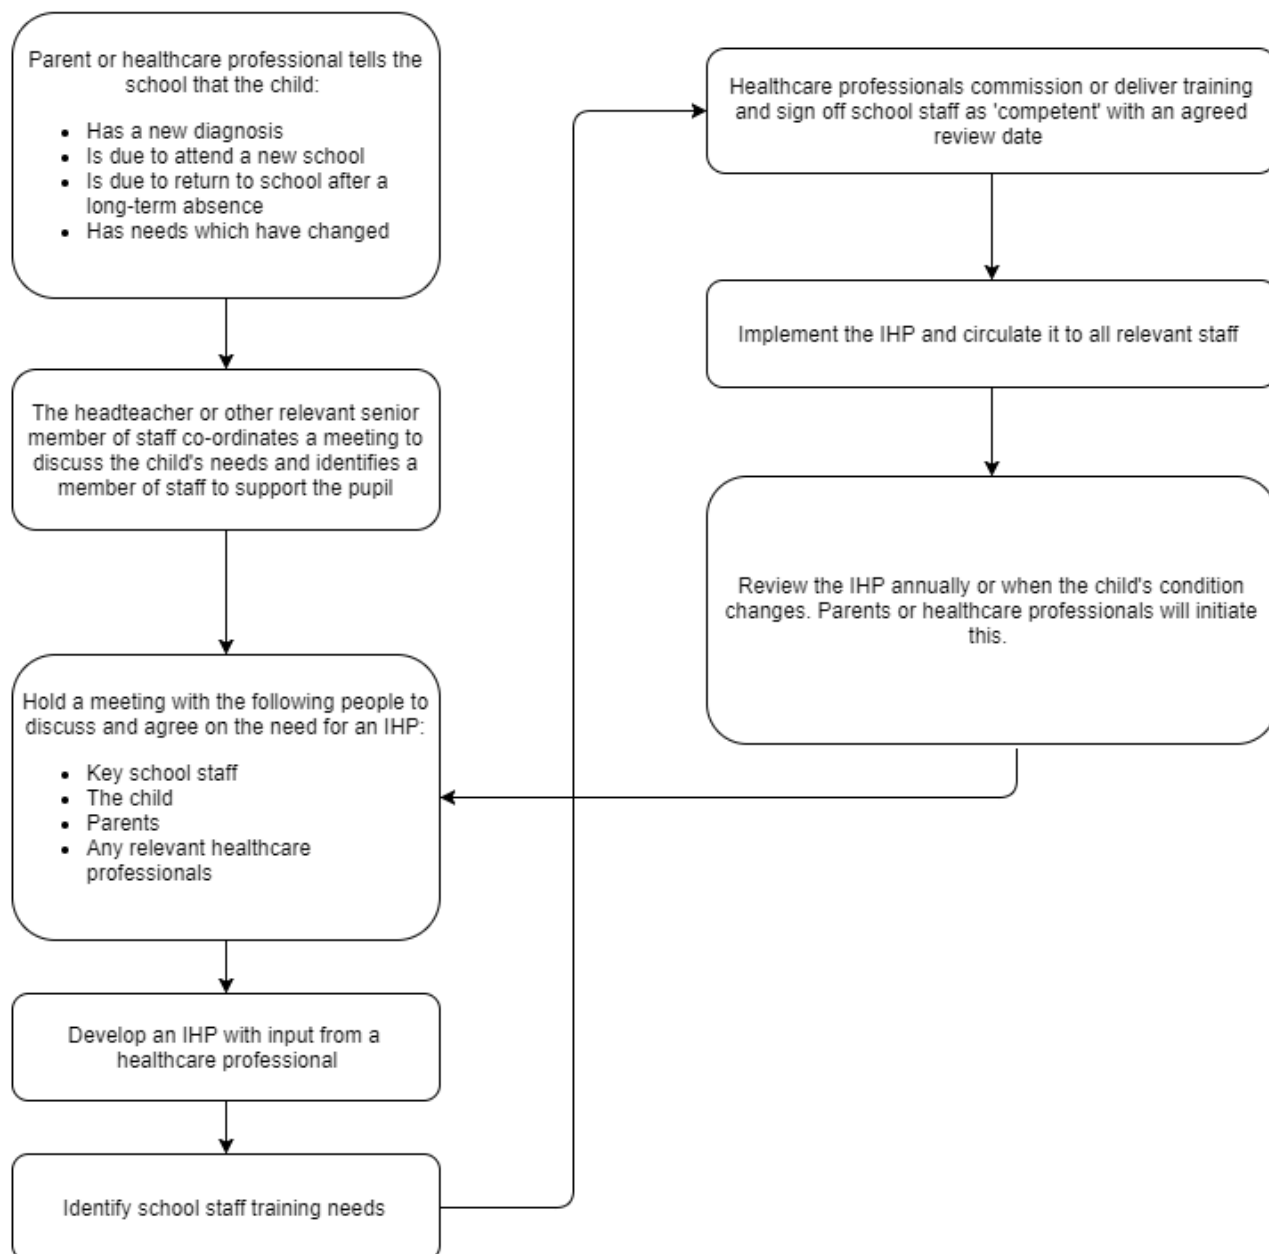 Parent or healthcare professional tells the
school that the child:
• Has a new diagnosis
• Is due to attend a new school
• Is due to return to school after a
long-term absence
• Has needs which have changed
The headteacher or other relevant senior
member of staff co-ordinates a meeting to
discuss the child's needs and identifies a
member of staff to support the pupil
Hold a meeting with the following people to
discuss and agree on the need for an IHP:
• Key school staff
• The child
• Parents
• Any relevant healthcare
professionals
Develop an IHP with input from a
healthcare professional
Identify school staff training needs
Healthcare professionals commission or deliver training
and sign off school staff as 'competent' with an agreed
review date
Implement the IHP and circulate it to all relevant staff
Review the IHP annually or when the child's condition
changes. Parents or healthcare professionals will initiate
this.